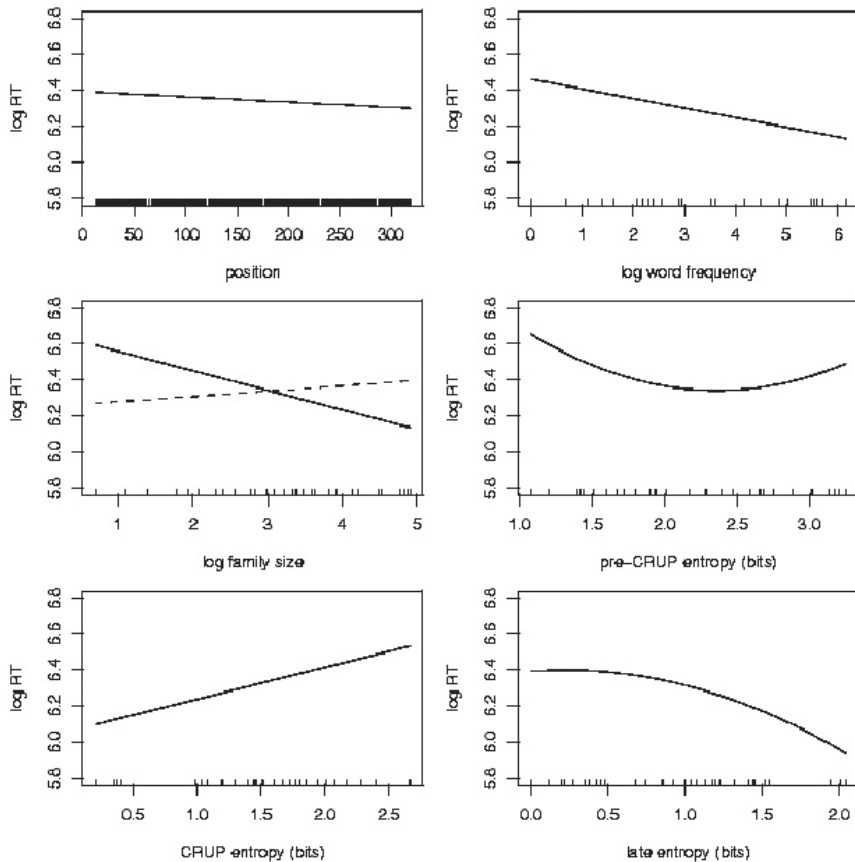 log RT
5.8 6.0 6.2 6.4 6.6 6.8
0 50 100 150 200 250 300
position
log RT
5.8 6.0 6.2 6.4 6.6 6.8
0 1 2 3 4 5 6
log word frequency
log RT
5.8 6.0 6.2 6.4 6.6 6.8
1 2 3 4 5
log family size
log RT
5.8 6.0 6.2 6.4 6.6 6.8
1.0 1.5 2.0 2.5 3.0
pre-CRUP entropy (bits)
log RT
5.8 6.0 6.2 6.4 6.6 6.8
0.5 1.0 1.5 2.0 2.5
CRUP entropy (bits)
log RT
5.8 6.0 6.2 6.4 6.6 6.8
0.0 0.5 1.0 1.5 2.0
late entropy (bits)